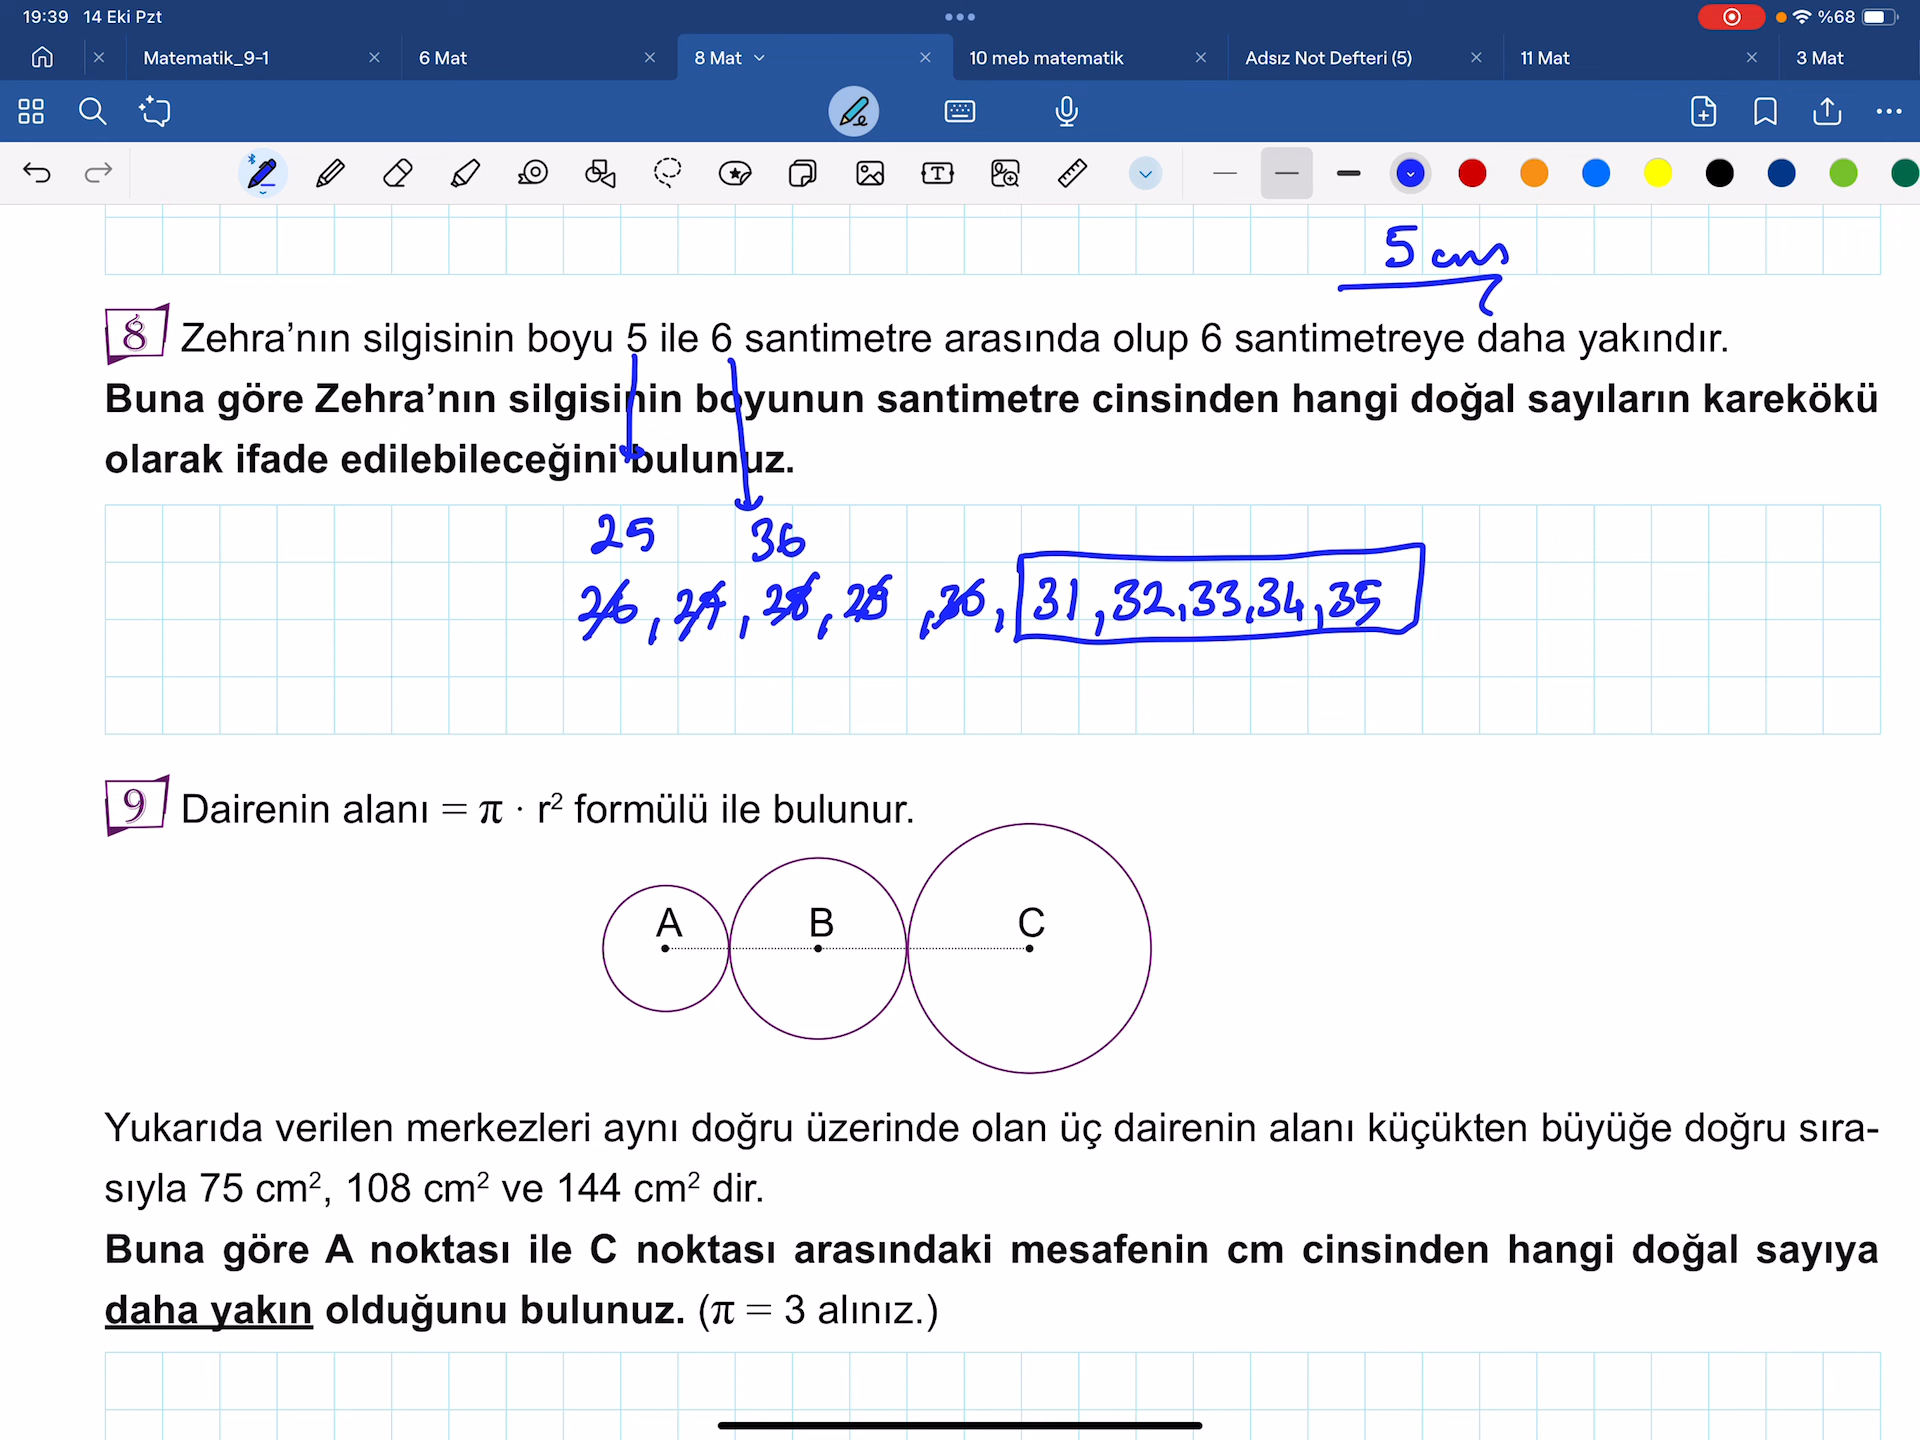 19:39 14 Eki Pzt
%68
Matematik_9-1
6 Mat
8 Mat
10 meb matematik
Adsız Not Defteri (5)
11 Mat
3 Mat
5 cm
8 Zehra’nın silgisinin boyu 5 ile 6 santimetre arasında olup 6 santimetreye daha yakındır.
Buna göre Zehra’nın silgisinin boyunun santimetre cinsinden hangi doğal sayıların karekökü
olarak ifade edilebileceğini bulunuz.
25 36
26, 27, 28, 29, 30, 31, 32, 33, 34, 35
9 Dairenin alanı = π · r² formülü ile bulunur.
A B C
Yukarıda verilen merkezleri aynı doğru üzerinde olan üç dairenin alanı küçükten büyüğe doğru sıra-
sıyla 75 cm², 108 cm² ve 144 cm² dir.
Buna göre A noktası ile C noktası arasındaki mesafenin cm cinsinden hangi doğal sayıya
daha yakın olduğunu bulunuz. (π = 3 alınız.)